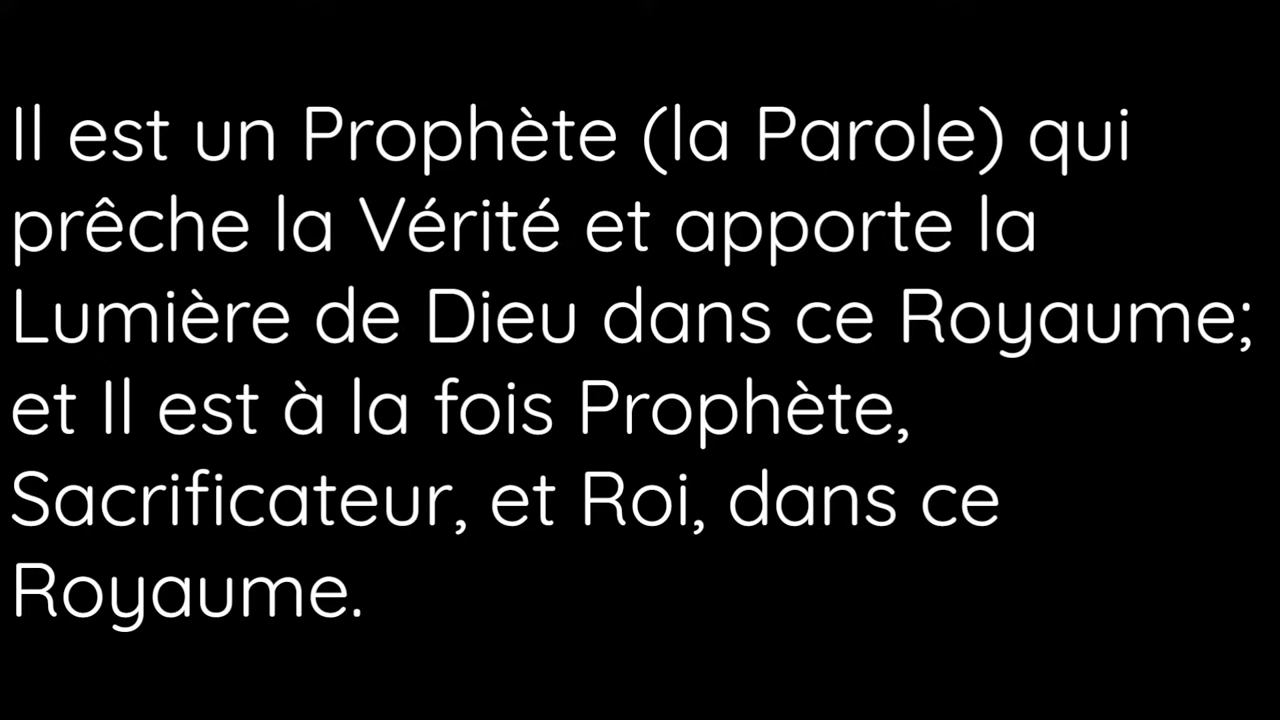 Il est un Prophète (la Parole) qui
prêche la Vérité et apporte la
Lumière de Dieu dans ce Royaume;
et Il est à la fois Prophète,
Sacrificateur, et Roi, dans ce
Royaume.